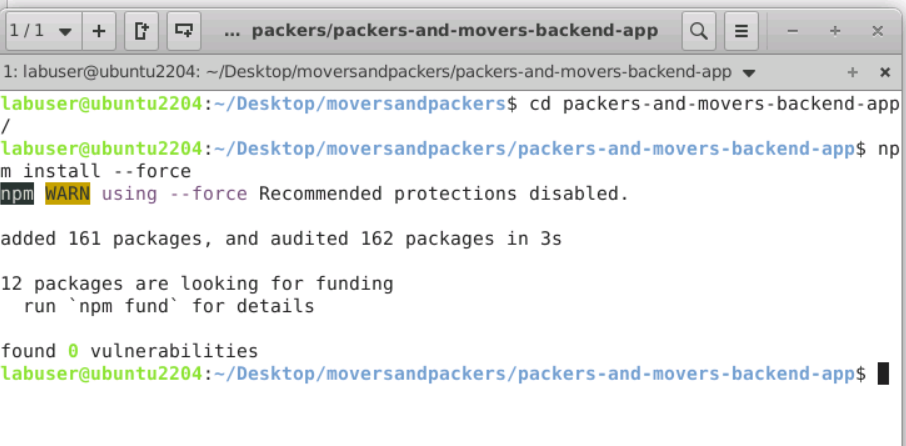 1 / 1
... packers/packers-and-movers-backend-app
1: labuser@ubuntu2204: ~/Desktop/moversandpackers/packers-and-movers-backend-app
labuser@ubuntu2204:~/Desktop/moversandpackers$ cd packers-and-movers-backend-app
/
labuser@ubuntu2204:~/Desktop/moversandpackers/packers-and-movers-backend-app$ np
m install --force
npm WARN using --force Recommended protections disabled.
added 161 packages, and audited 162 packages in 3s
12 packages are looking for funding
  run `npm fund` for details
found 0 vulnerabilities
labuser@ubuntu2204:~/Desktop/moversandpackers/packers-and-movers-backend-app$